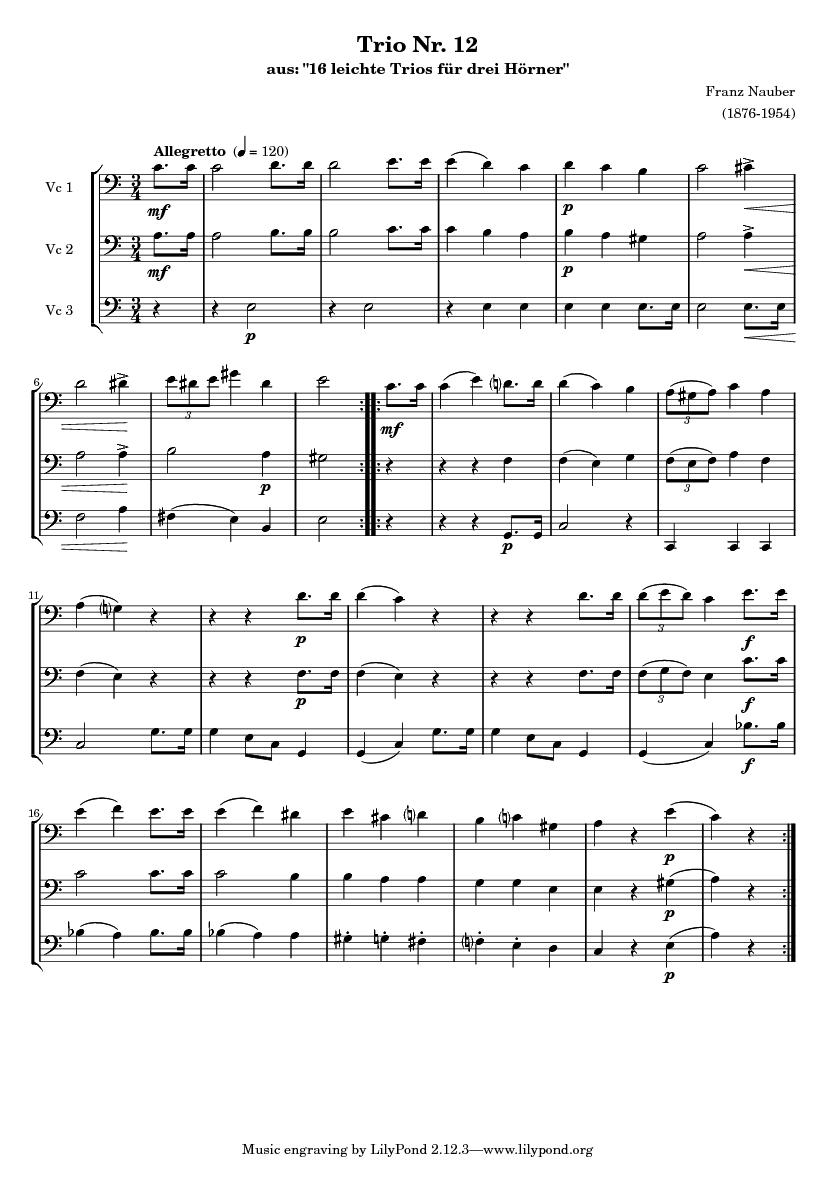 Trio Nr. 12
aus: "16 leichte Trios für drei Hörner"
Franz Nauber
(1876-1954)
Allegretto (♩ = 120)
Vc 1
mf
p
Vc 2
mf
p
Vc 3
p
6
3
mf
p
3
p
3
11
p
3
f
p
3
f
f
16
p
p
p
Music engraving by LilyPond 2.12.3—www.lilypond.org